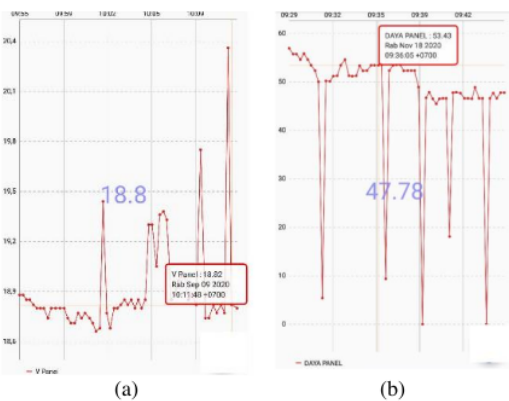 09:55 09:59 10:02 10:05 10:09
20,4
20,1
19,8
19,5
19,2
18,9
18,6
18.8
V Panel : 18.82
Rab Sep 09 2020
10:11:48 +0700
V Panel
(a)
09:29 09:32 09:35 09:39 09:42
60
50
40
30
20
10
0
DAYA PANEL : 53.43
Rab Nov 18 2020
09:36:05 +0700
47.78
DAYA PANEL
(b)